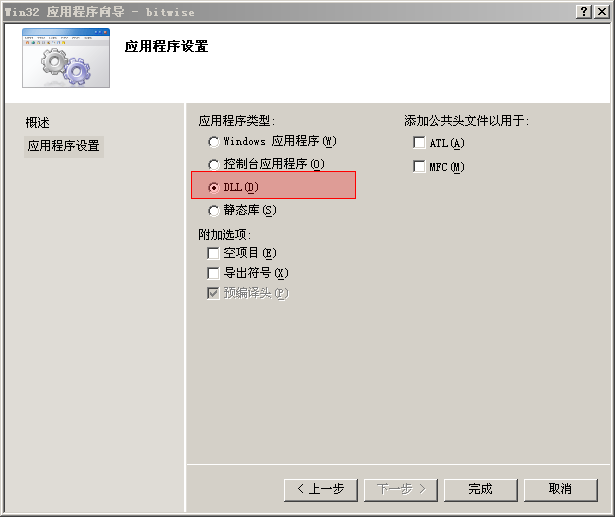 Win32 应用程序向导 - bitwise
应用程序设置
概述
应用程序设置
应用程序类型:
Windows 应用程序(W)
控制台应用程序(O)
DLL(D)
静态库(S)
附加选项:
空项目(E)
导出符号(X)
预编译头(P)
添加公共头文件以用于:
ATL(A)
MFC(M)
< 上一步
下一步 >
完成
取消